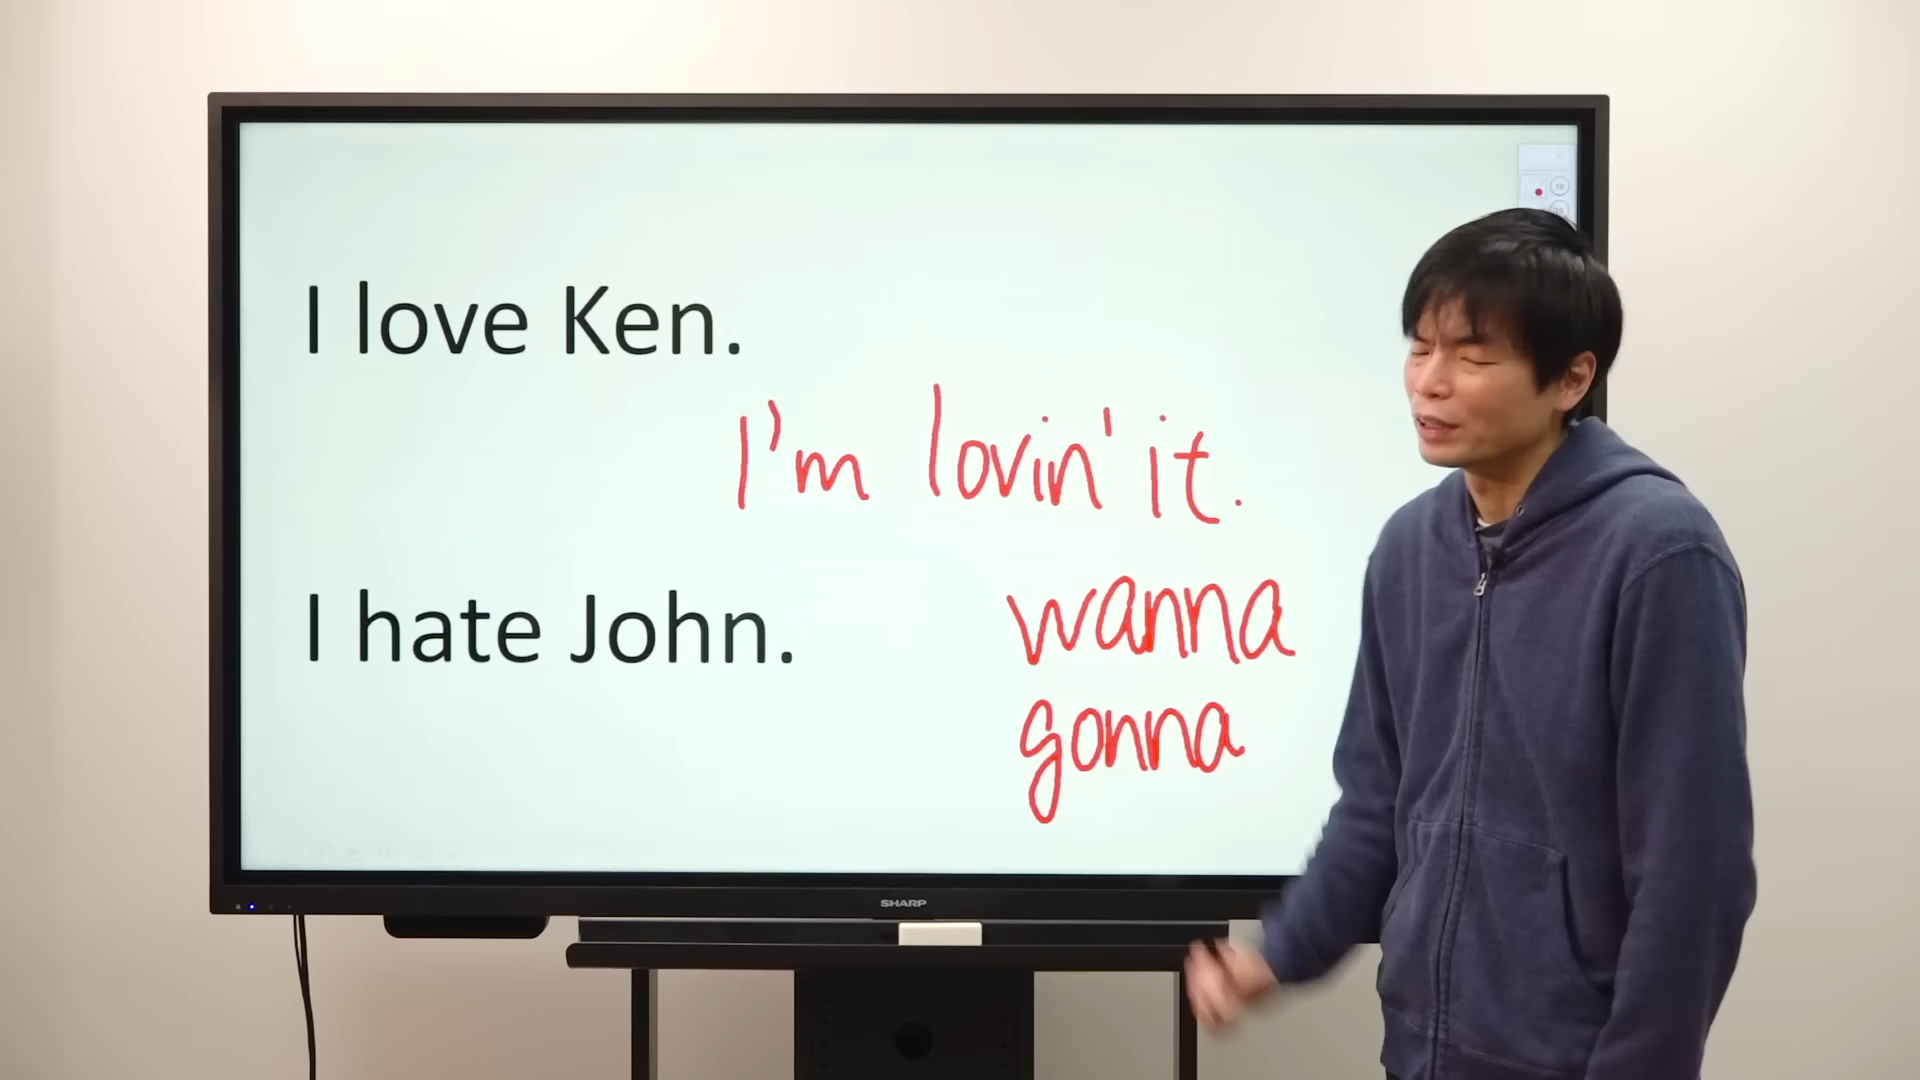 I love Ken.
I'm lovin' it.
I hate John.
wanna
gonna
SHARP